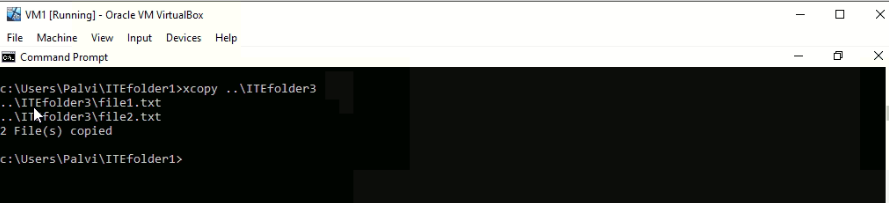 VM1 [Running] - Oracle VM VirtualBox
File Machine View Input Devices Help
Command Prompt
c:\Users\Palvi\ITEfolder1>xcopy ..\ITEfolder3
..\ITEfolder3\file1.txt
..\ITEfolder3\file2.txt
2 File(s) copied
c:\Users\Palvi\ITEfolder1>